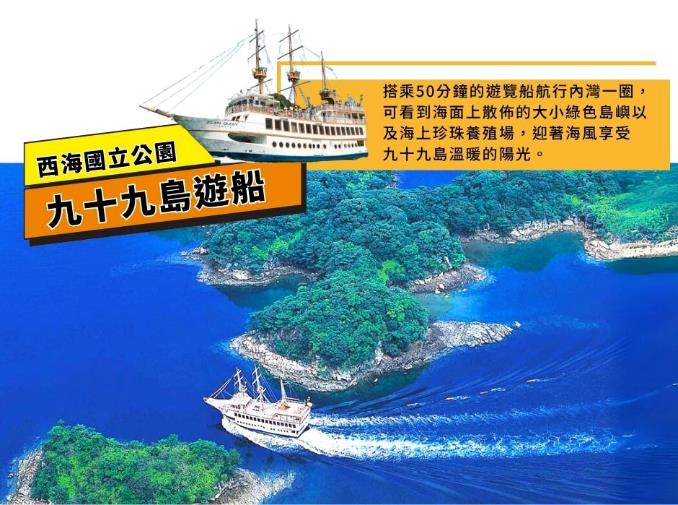 搭乘50分鐘的遊覽船航行內灣一圈，
可看到海面上散佈的大小綠色島嶼以
及海上珍珠養殖場，迎著海風享受
九十九島溫暖的陽光。
西海國立公園
九十九島遊船